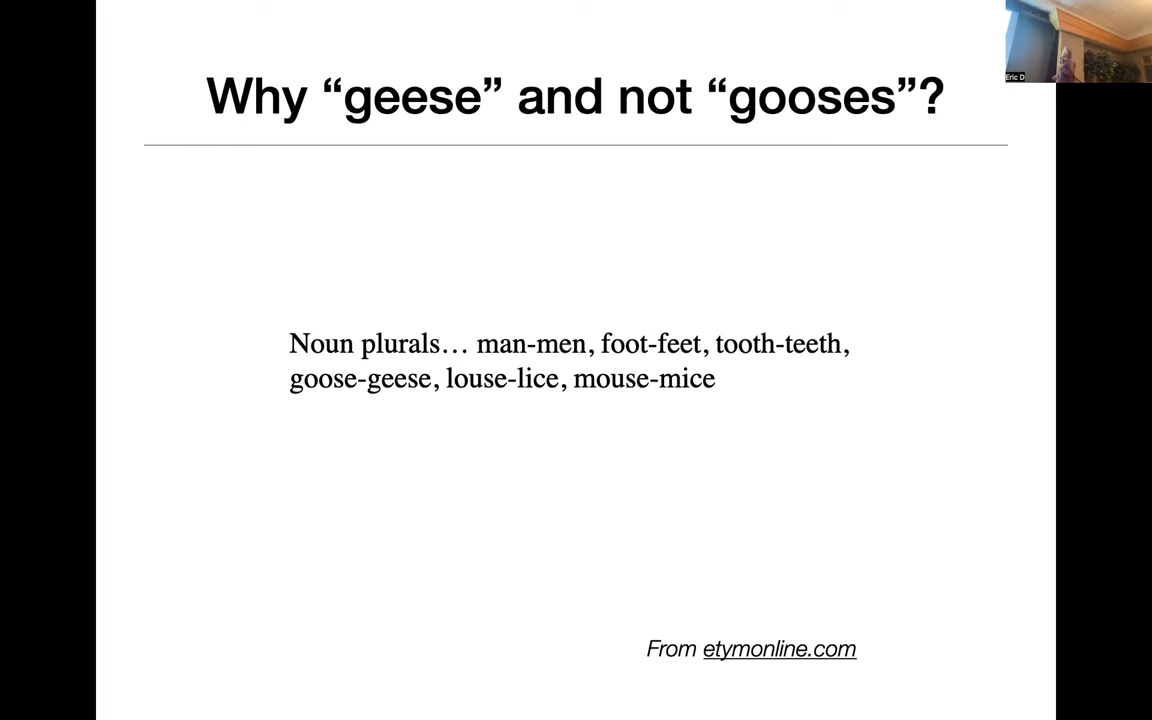 Why “geese” and not “gooses”?
Eric D
Noun plurals… man-men, foot-feet, tooth-teeth,
goose-geese, louse-lice, mouse-mice
From etymonline.com